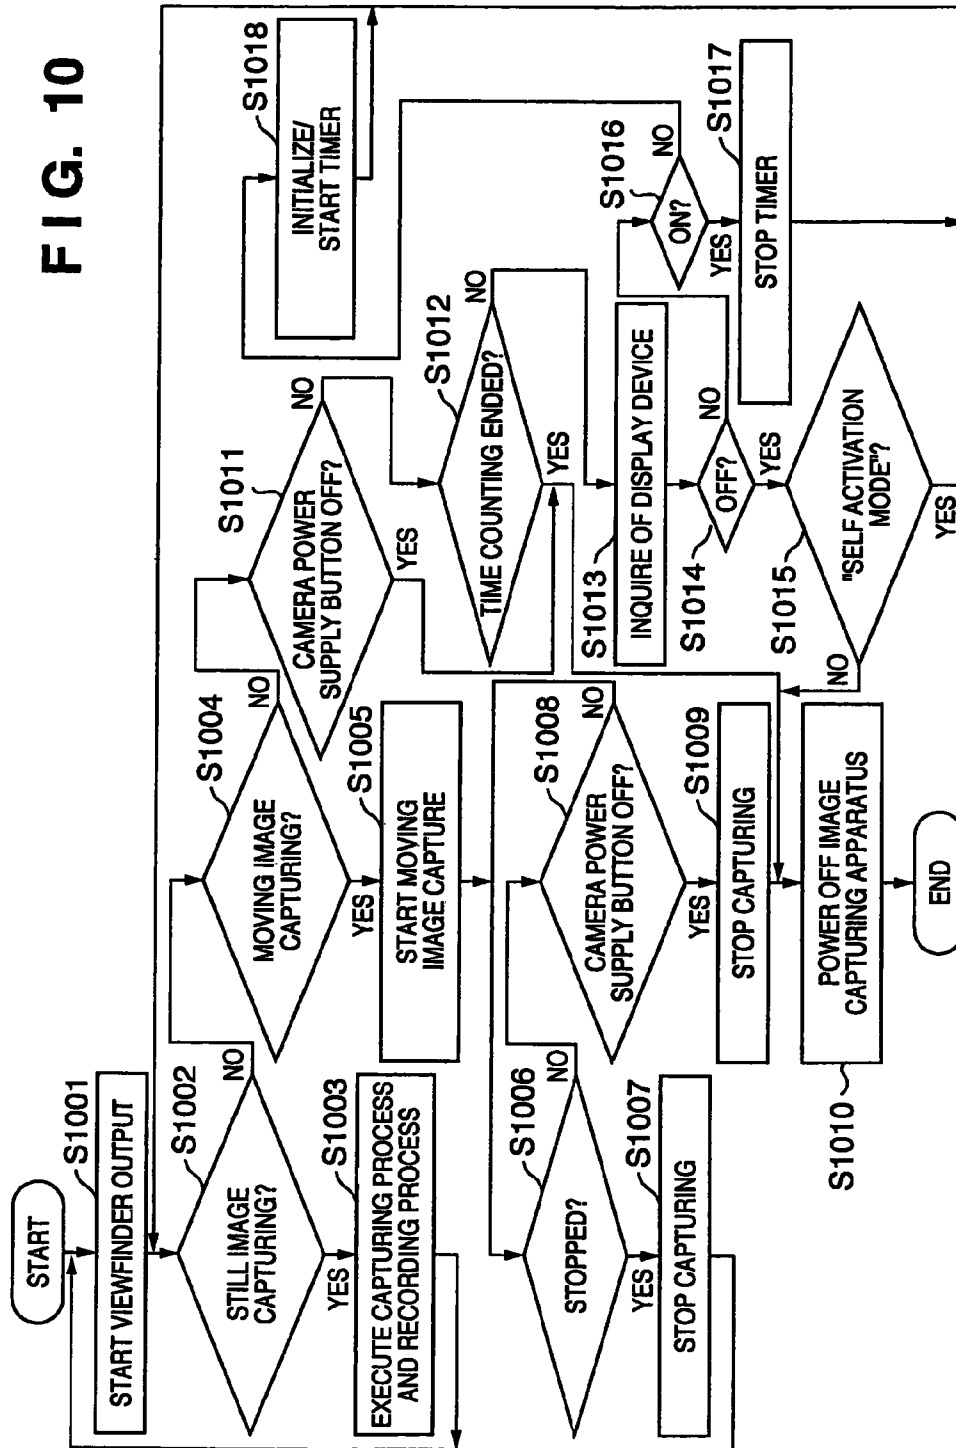 FIG. 10
START
S1001
START VIEWFINDER OUTPUT
S1002
STILL IMAGE
CAPTURING?
NO
YES
S1003
EXECUTE CAPTURING PROCESS
AND RECORDING PROCESS
S1004
MOVING IMAGE
CAPTURING?
NO
YES
S1005
START MOVING
IMAGE CAPTURE
S1006
STOPPED?
NO
YES
S1007
STOP CAPTURING
S1008
CAMERA POWER
SUPPLY BUTTON OFF?
NO
YES
S1009
STOP CAPTURING
S1010
POWER OFF IMAGE
CAPTURING APPARATUS
END
S1011
CAMERA POWER
SUPPLY BUTTON OFF?
NO
YES
S1012
TIME COUNTING ENDED?
NO
YES
S1013
INQUIRE OF DISPLAY DEVICE
S1014
OFF?
NO
YES
S1015
"SELF ACTIVATION
MODE"?
NO
YES
S1016
ON?
NO
YES
S1017
STOP TIMER
S1018
INITIALIZE/
START TIMER